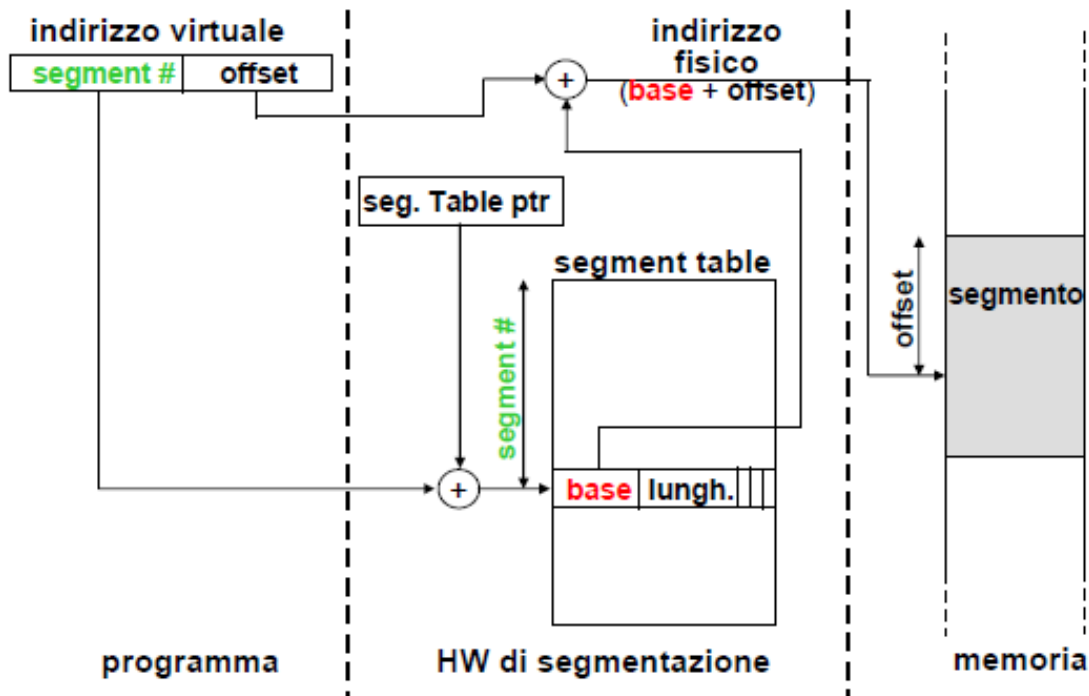 indirizzo virtuale
segment # offset
indirizzo
fisico
(base + offset)
seg. Table ptr
segment table
segment #
base lungh.
offset
segmento
programma
HW di segmentazione
memoria